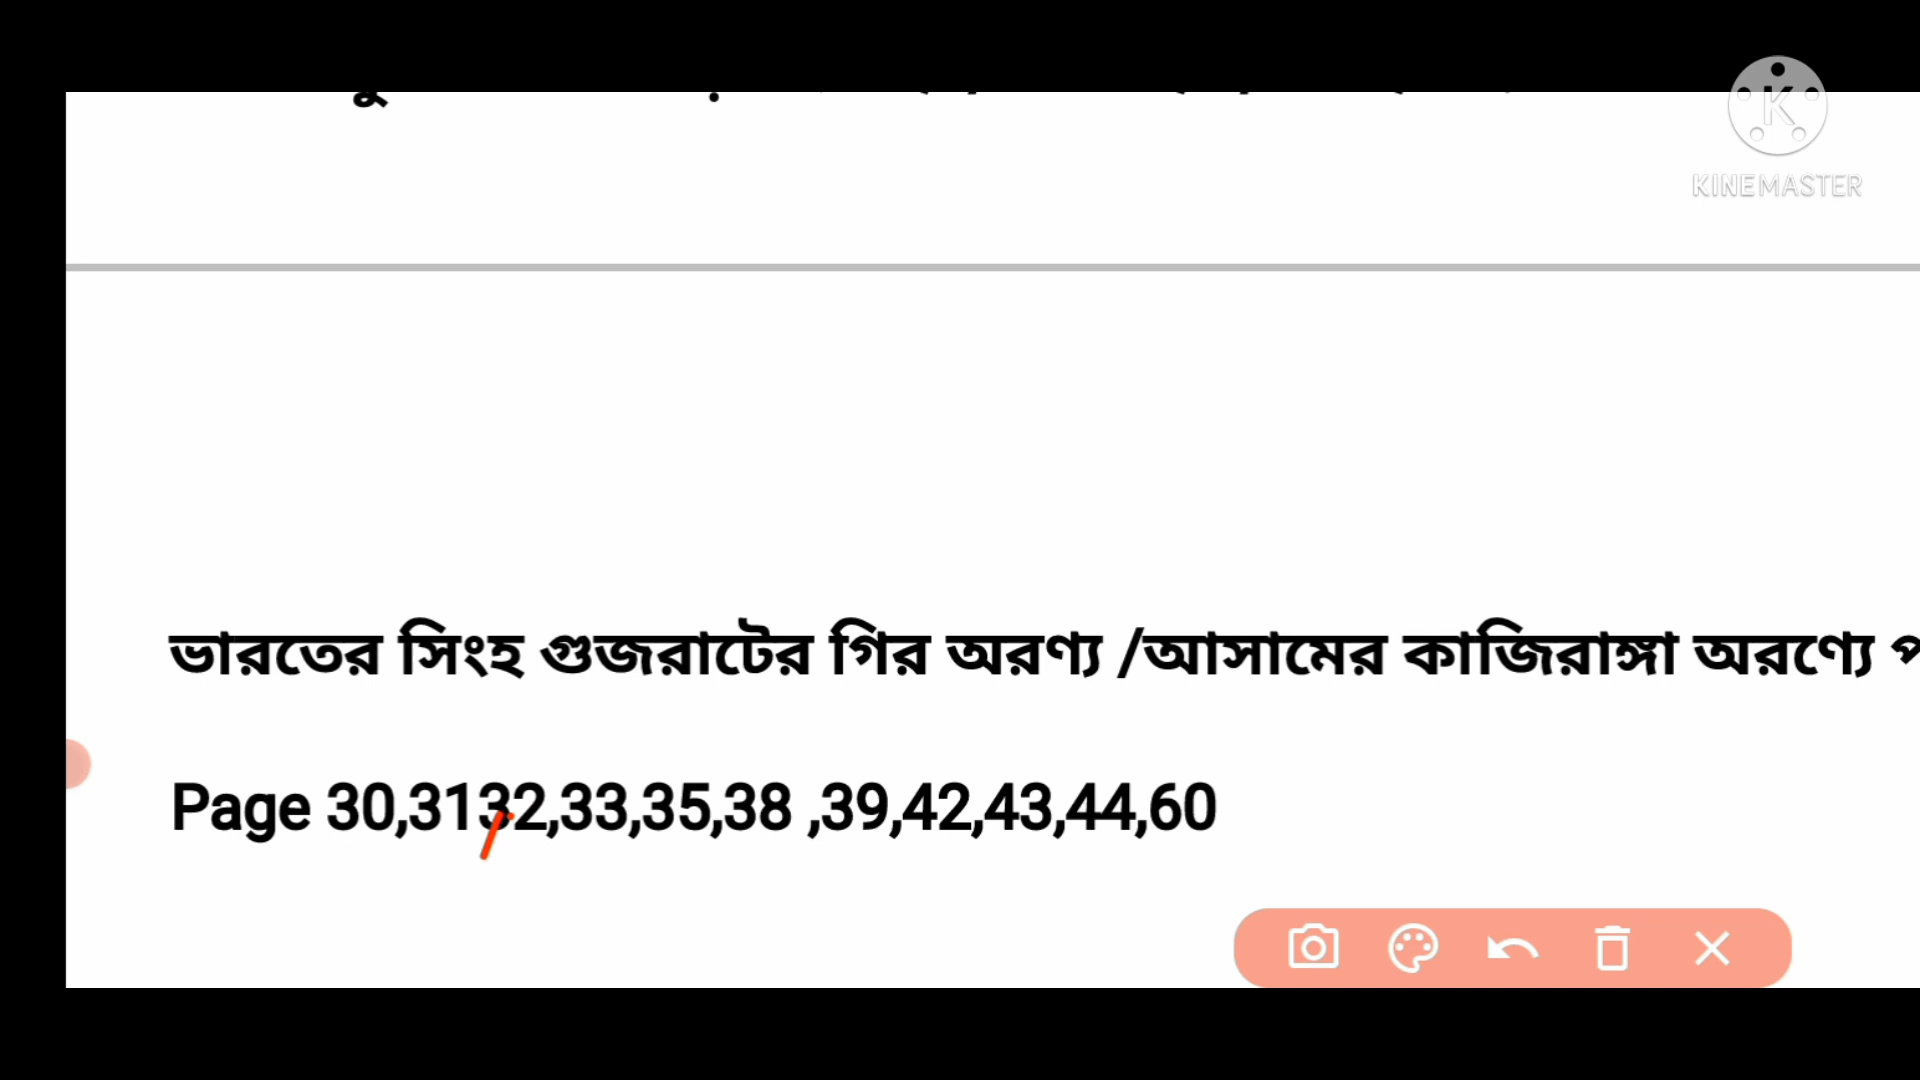 KINEMASTER
ভারতের সিংহ গুজরাটের গির অরণ্য /আসামের কাজিরাঙ্গা অরণ্যে
Page 30,3132,33,35,38 ,39,42,43,44,60